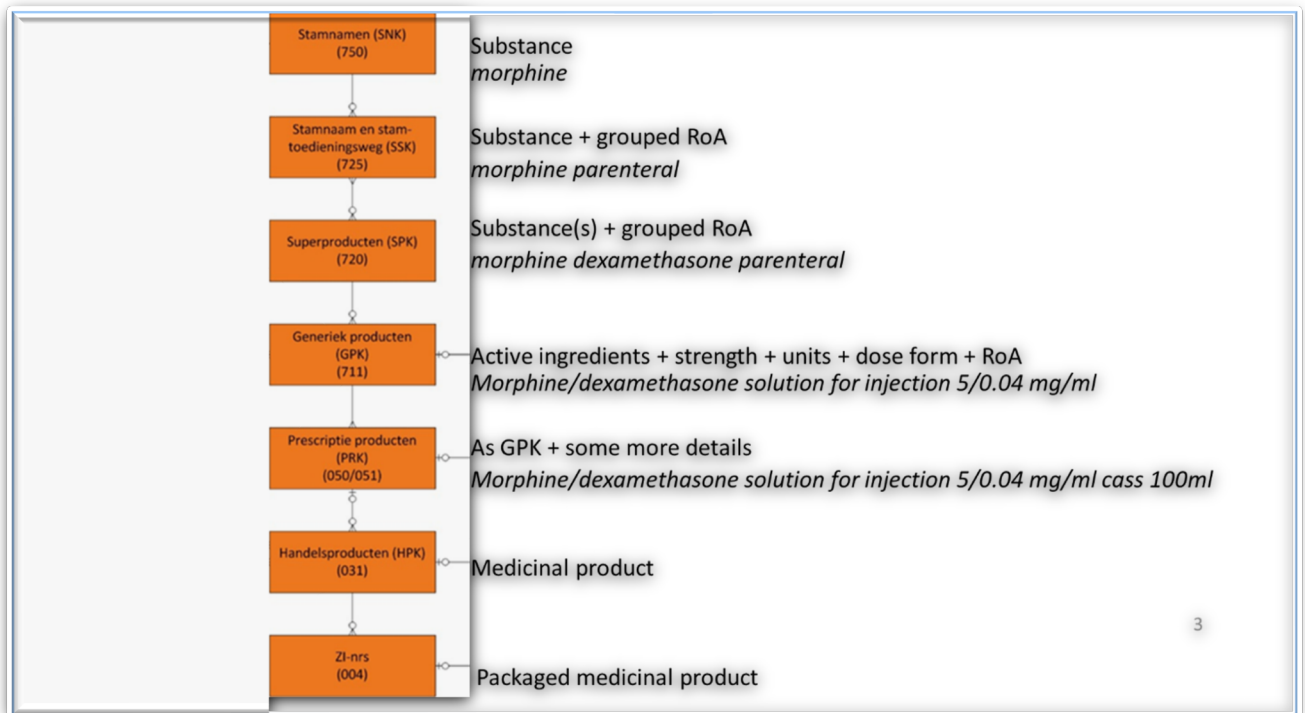 Stamnamen (SNK)
(750)
Substance
morphine
Stamnaam en stam-
toedieningsweg (SSK)
(725)
Substance + grouped RoA
morphine parenteral
Superproducten (SPK)
(720)
Substance(s) + grouped RoA
morphine dexamethasone parenteral
Generiek producten
(GPK)
(711)
Active ingredients + strength + units + dose form + RoA
Morphine/dexamethasone solution for injection 5/0.04 mg/ml
Prescriptie producten
(PRK)
(050/051)
As GPK + some more details
Morphine/dexamethasone solution for injection 5/0.04 mg/ml cass 100ml
Handelsproducten (HPK)
(031)
Medicinal product
3
ZI-nrs
(004)
Packaged medicinal product